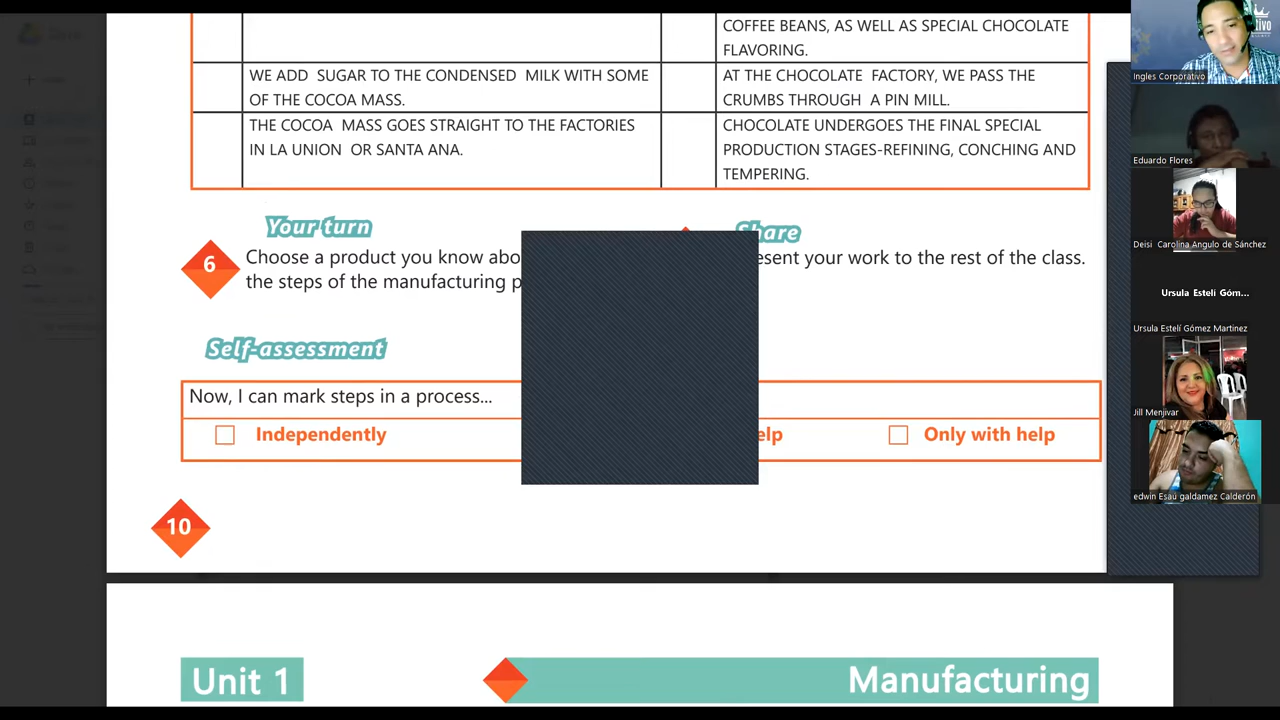 COFFEE BEANS, AS WELL AS SPECIAL CHOCOLATE
FLAVORING.
WE ADD SUGAR TO THE CONDENSED MILK WITH SOME
OF THE COCOA MASS.
AT THE CHOCOLATE FACTORY, WE PASS THE
CRUMBS THROUGH A PIN MILL.
THE COCOA MASS GOES STRAIGHT TO THE FACTORIES
IN LA UNION OR SANTA ANA.
CHOCOLATE UNDERGOES THE FINAL SPECIAL
PRODUCTION STAGES-REFINING, CONCHING AND
TEMPERING.
Your turn
6
Choose a product you know
the steps of the manufacturing
Share
your work to the rest of the class.
Self-assessment
Now, I can mark steps in a process...
Independently
Only with help
10
Unit 1
Manufacturing
Ingles Corporativo
Eduardo Flores
Deisi Carolina Angulo de Sánchez
Ursula Estelí Góm...
Ursula Estelí Gómez Martinez
Jill Menjivar
edwin Esaú galdamez Calderón